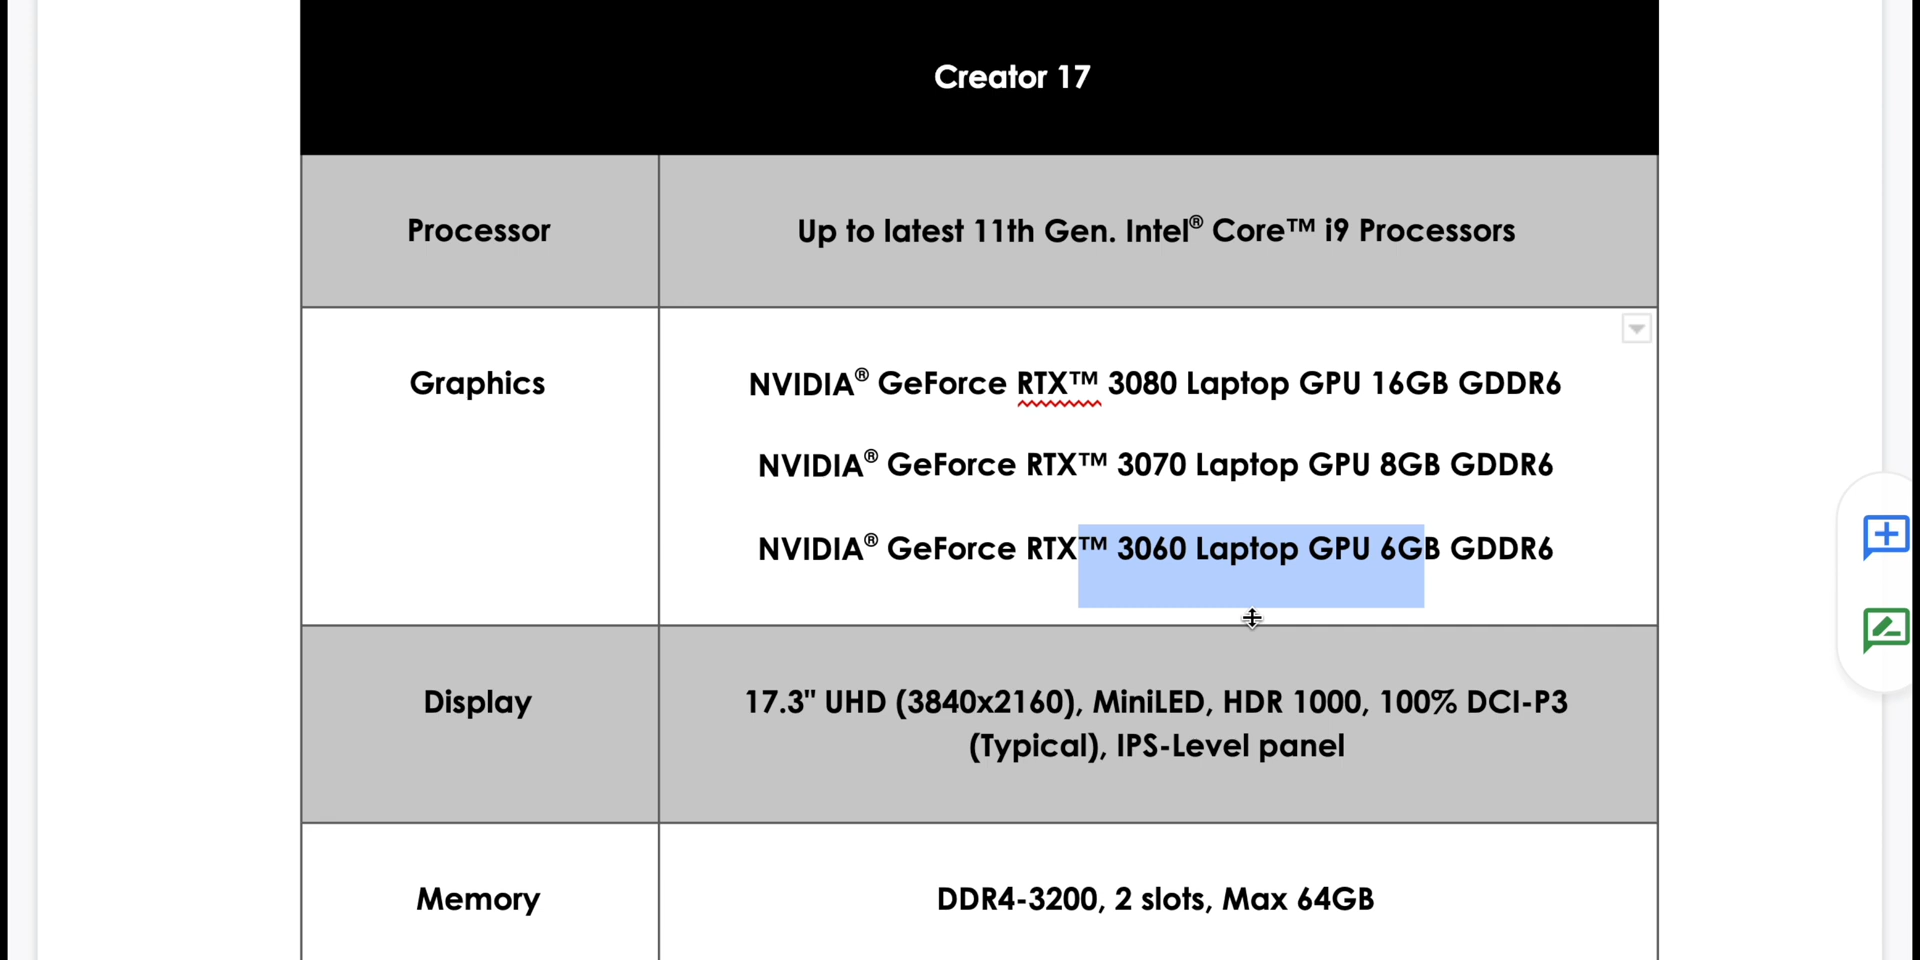 Creator 17
Processor
Up to latest 11th Gen. Intel® Core™ i9 Processors
Graphics
NVIDIA® GeForce RTX™ 3080 Laptop GPU 16GB GDDR6
NVIDIA® GeForce RTX™ 3070 Laptop GPU 8GB GDDR6
NVIDIA® GeForce RTX™ 3060 Laptop GPU 6GB GDDR6
Display
17.3" UHD (3840x2160), MiniLED, HDR 1000, 100% DCI-P3
(Typical), IPS-Level panel
Memory
DDR4-3200, 2 slots, Max 64GB